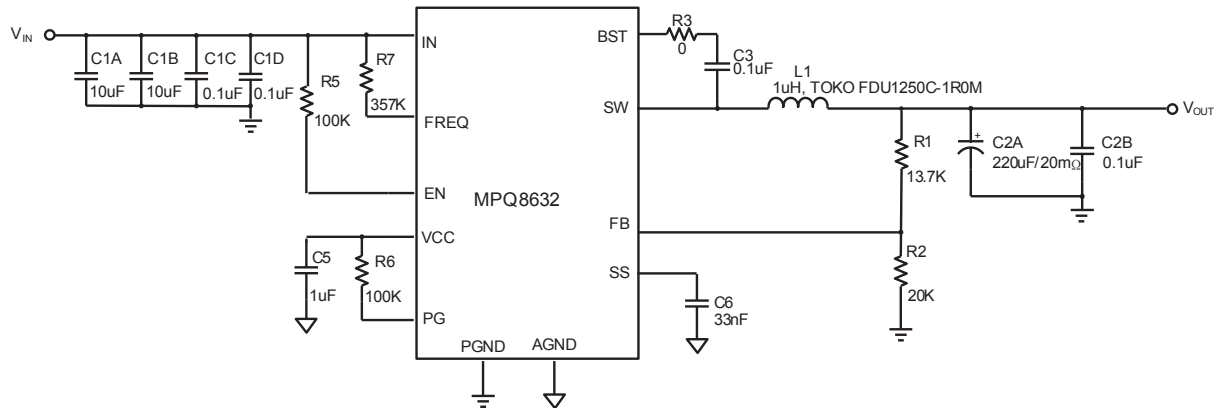 V_IN
C1A
C1B
C1C
C1D
10uF
10uF
0.1uF
0.1uF
R5
100K
R7
357K
IN
FREQ
EN
VCC
PG
C5
1uF
R6
100K
MPQ8632
PGND
AGND
BST
SW
FB
SS
R3
0
C3
0.1uF
L1
1uH, TOKO FDU1250C-1R0M
V_OUT
R1
13.7K
C2A
220uF/20mΩ
+
C2B
0.1uF
R2
20K
C6
33nF